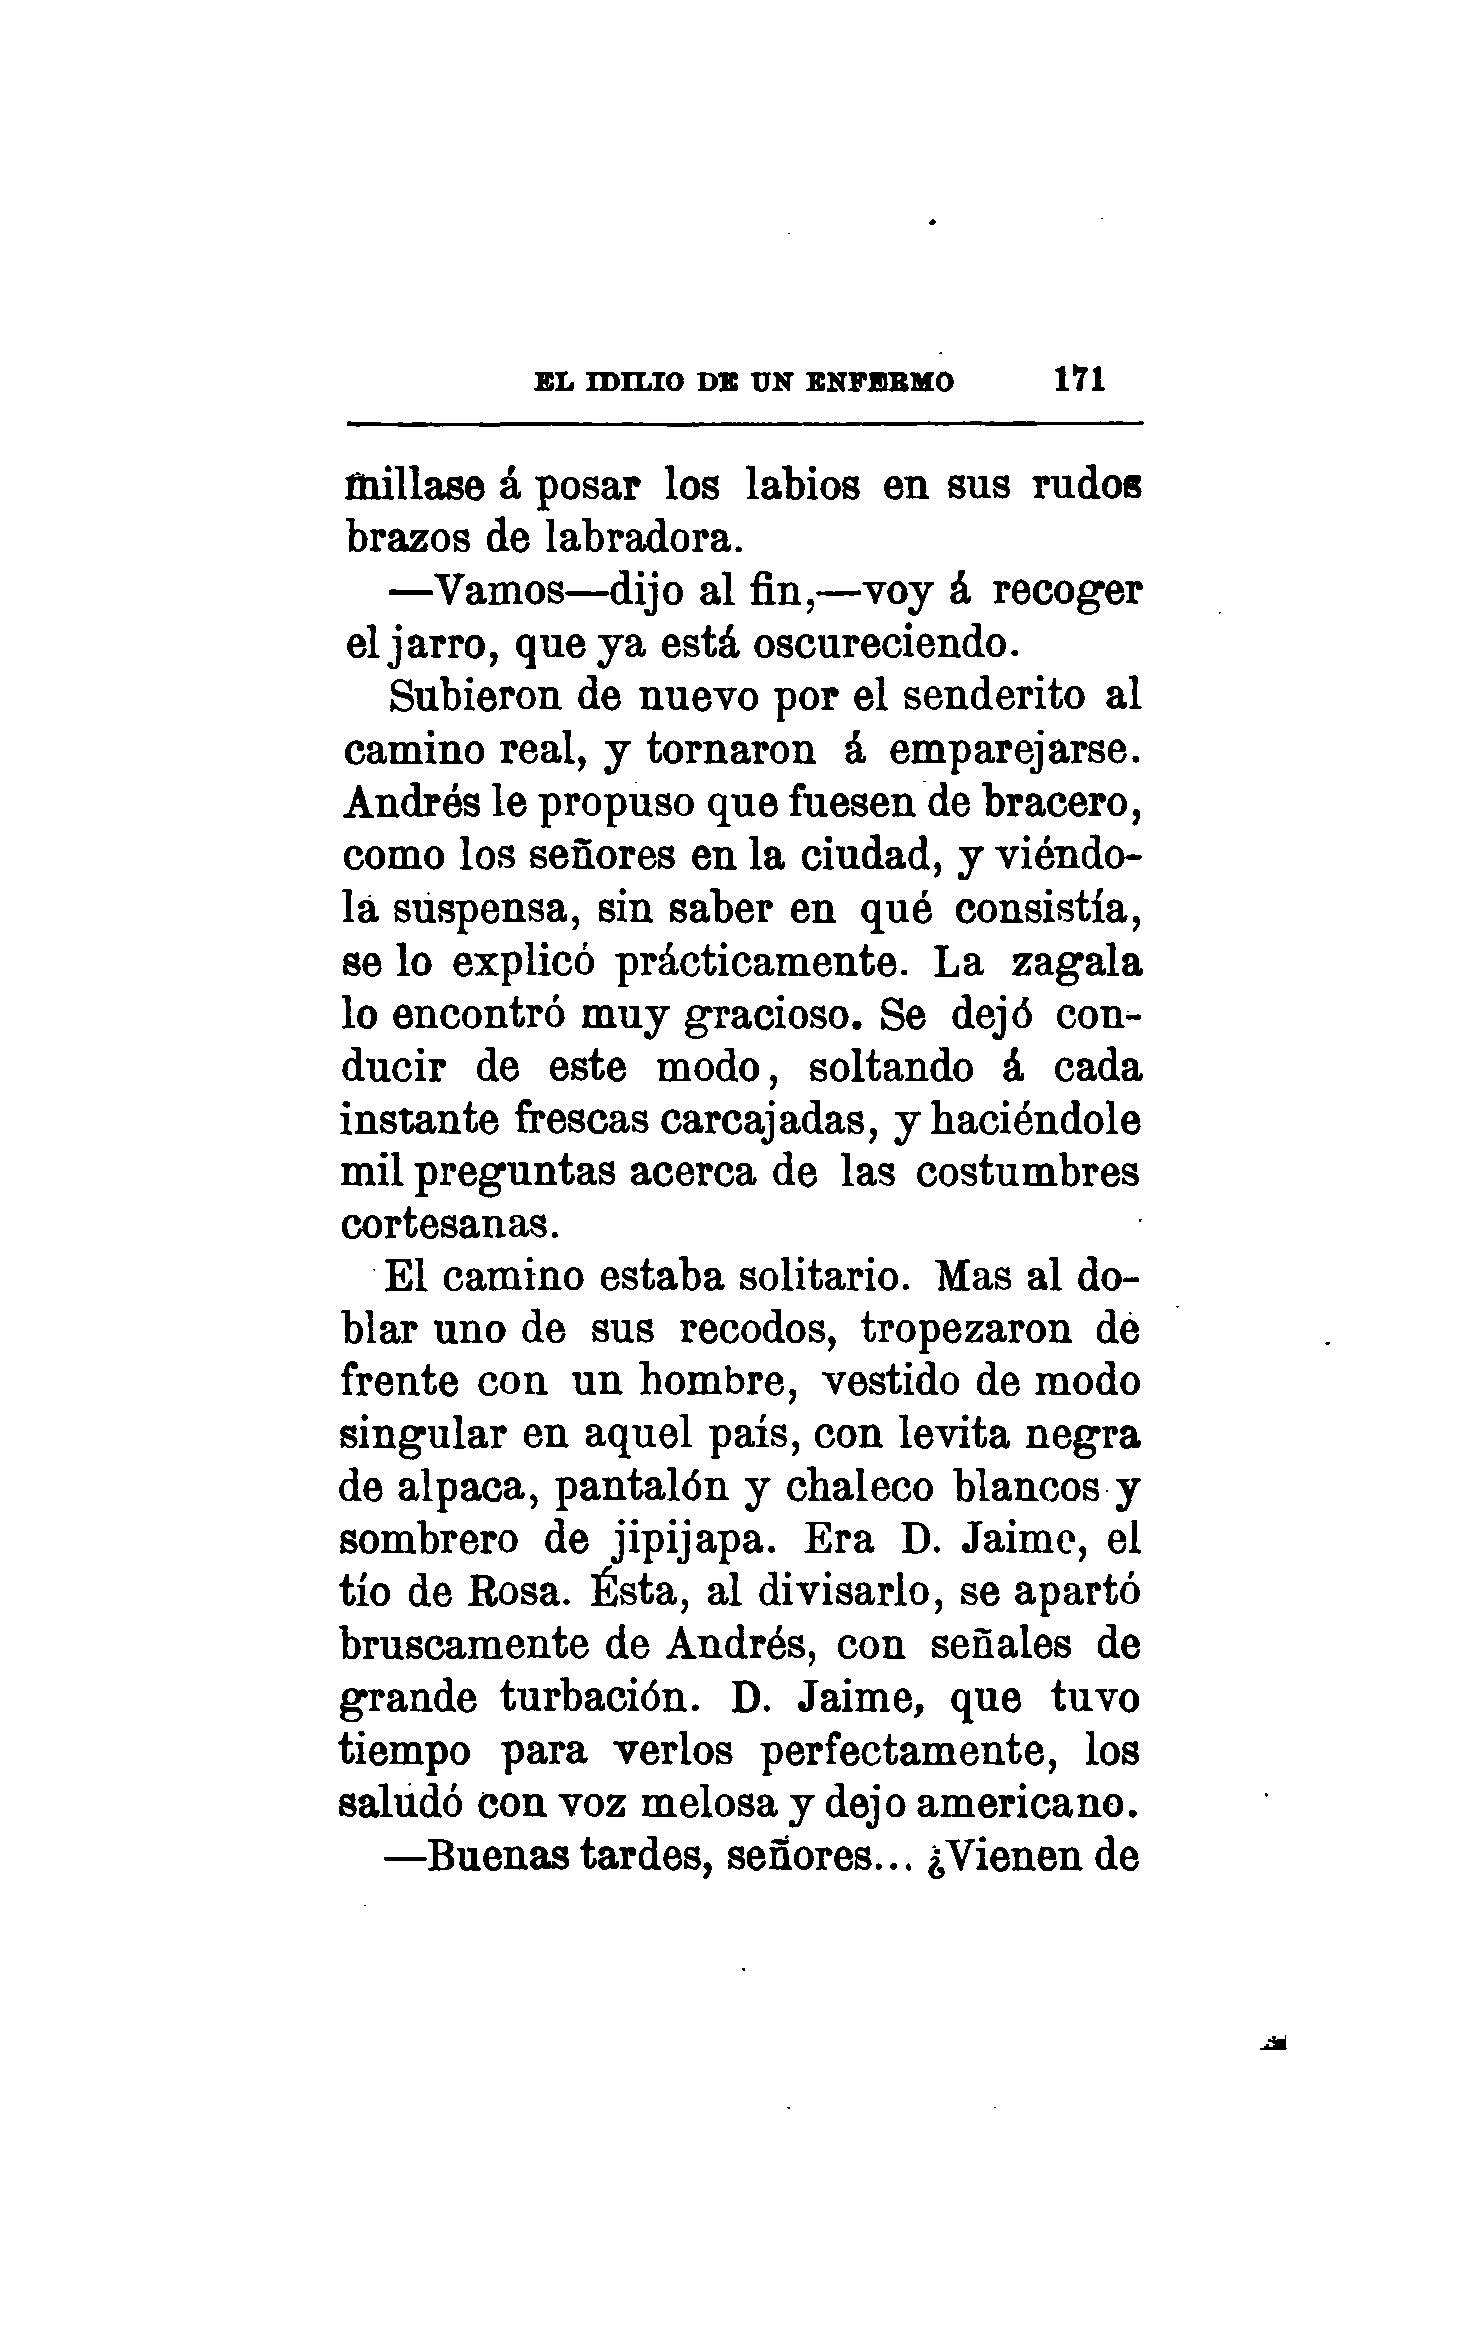 EL IDILIO DE UN ENFERMO 171
millase á posar los labios en sus rudos
brazos de labradora.
—Vamos—dijo al fin,—voy á recoger
el jarro, que ya está oscureciendo.
Subieron de nuevo por el senderito al
camino real, y tornaron á emparejarse.
Andrés le propuso que fuesen de bracero,
como los señores en la ciudad, y viéndo-
la suspensa, sin saber en qué consistía,
se lo explicó prácticamente. La zagala
lo encontró muy gracioso. Se dejó con-
ducir de este modo, soltando á cada
instante frescas carcajadas, y haciéndole
mil preguntas acerca de las costumbres
cortesanas.
El camino estaba solitario. Mas al do-
blar uno de sus recodos, tropezaron de
frente con un hombre, vestido de modo
singular en aquel país, con levita negra
de alpaca, pantalón y chaleco blancos y
sombrero de jipijapa. Era D. Jaime, el
tío de Rosa. Ésta, al divisarlo, se apartó
bruscamente de Andrés, con señales de
grande turbación. D. Jaime, que tuvo
tiempo para verlos perfectamente, los
saludó con voz melosa y dejo americano.
—Buenas tardes, señores... ¿Vienen de